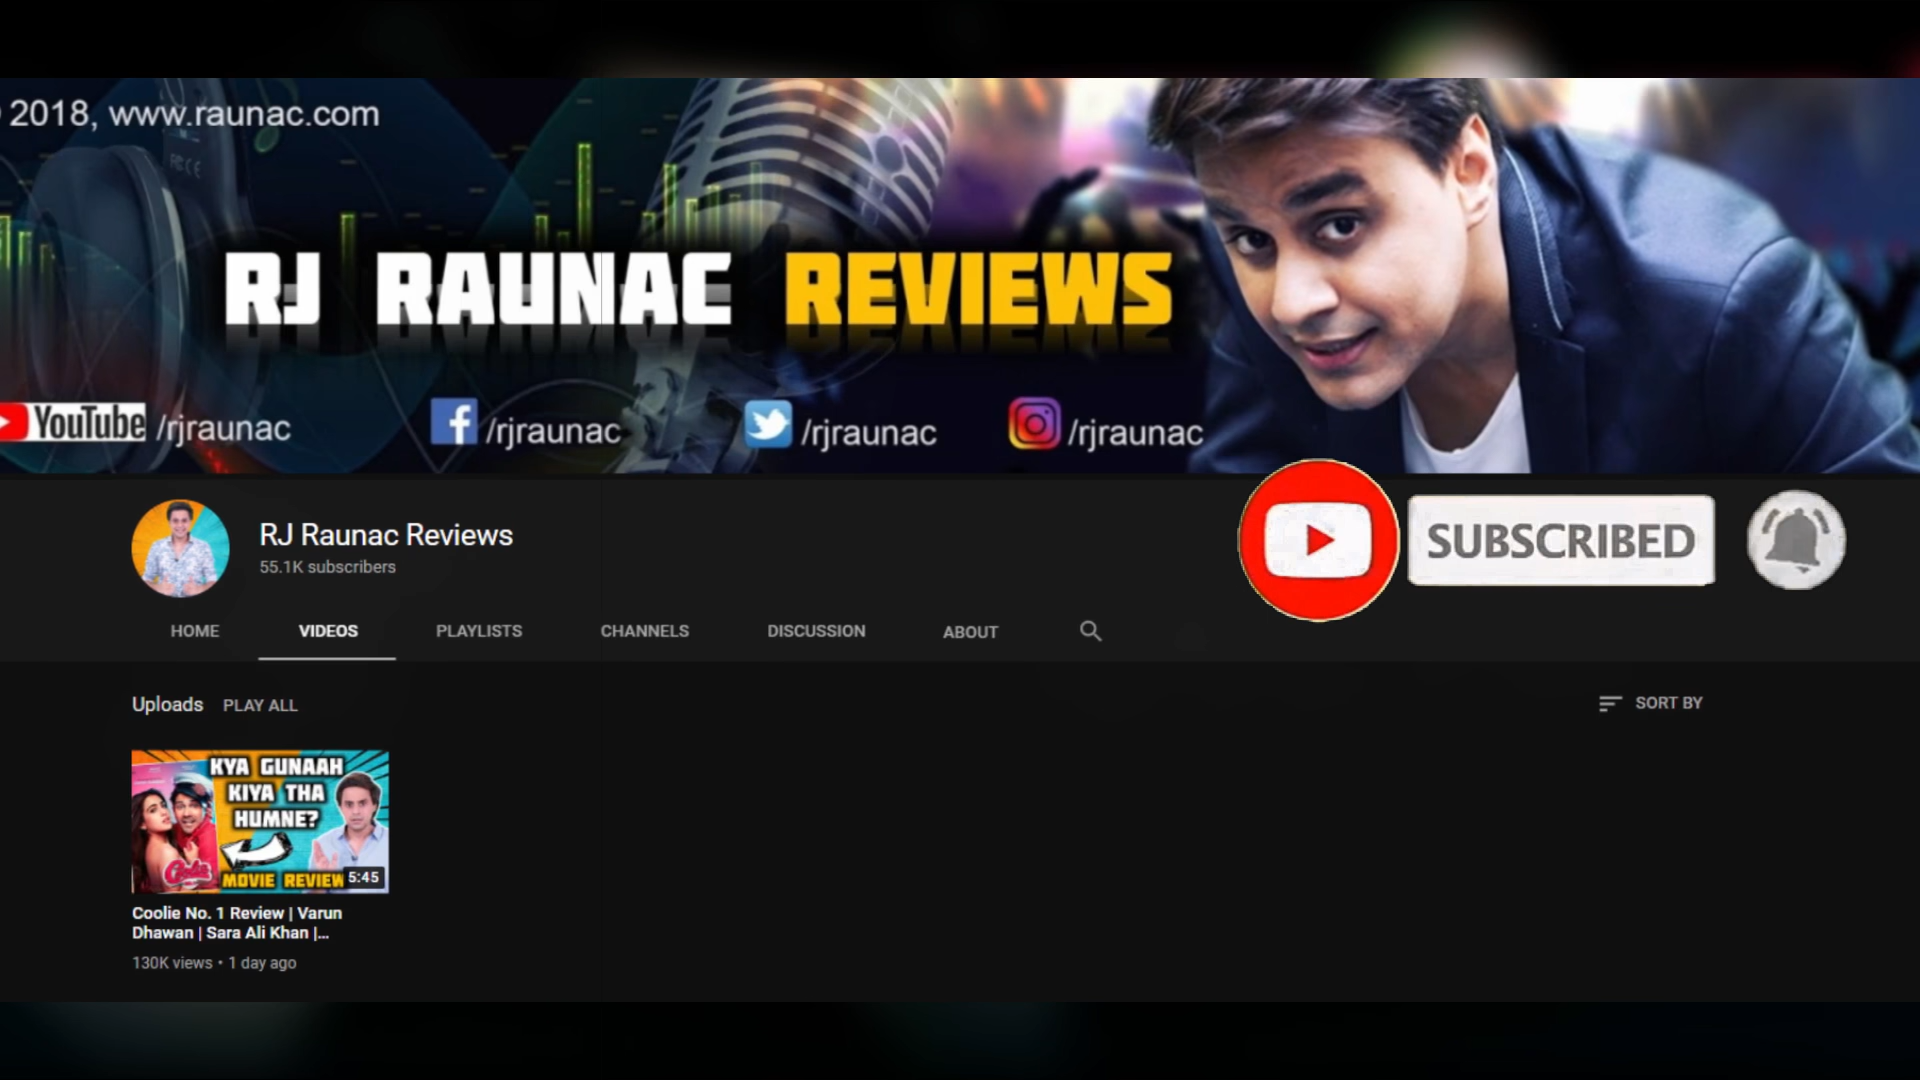 2018, www.raunac.com
RJ RAUNAC REVIEWS
YouTube /rjraunac
f /rjraunac
/rjraunac
/rjraunac
RJ Raunac Reviews
55.1K subscribers
SUBSCRIBED
HOME VIDEOS PLAYLISTS CHANNELS DISCUSSION ABOUT
Uploads PLAY ALL
SORT BY
KYA GUNAAH
KIYA THA
HUMNE?
MOVIE REVIEW
5:45
Coolie No. 1 Review | Varun
Dhawan | Sara Ali Khan |...
130K views • 1 day ago